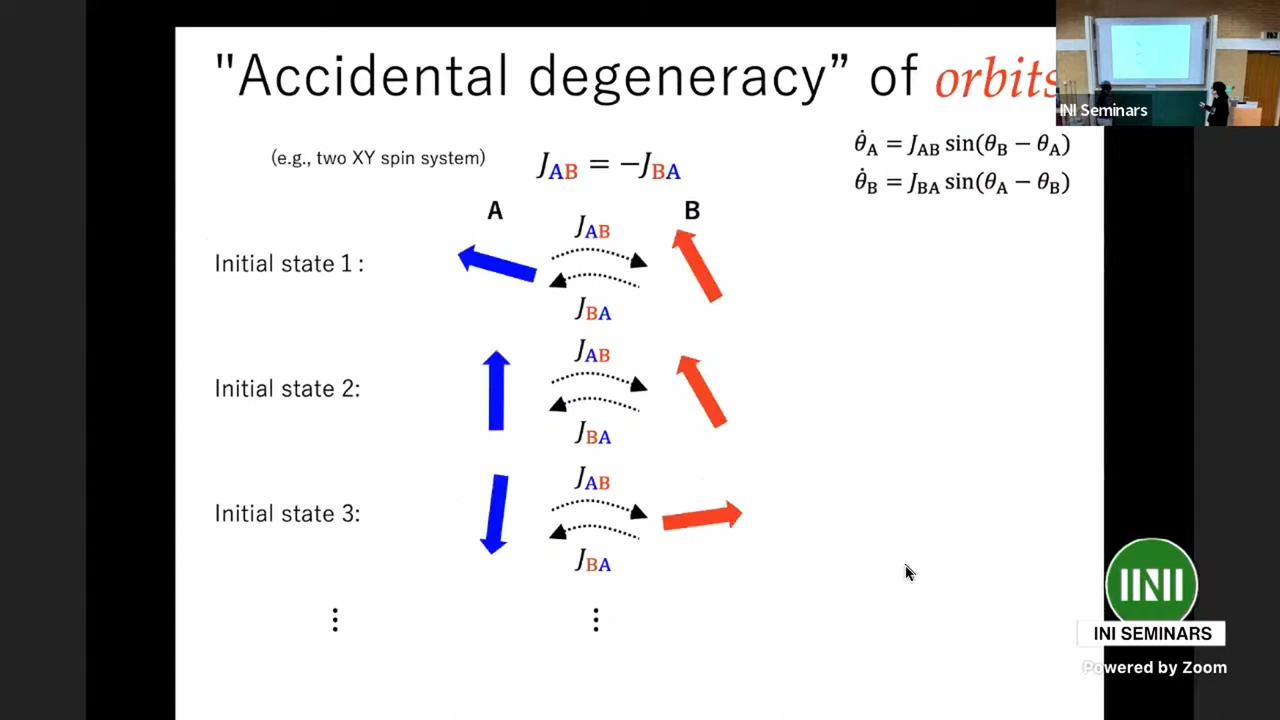 "Accidental degeneracy” of orbits
INI Seminars
(e.g., two XY spin system)
J_AB = −J_BA
θ̇_A = J_AB sin(θ_B − θ_A)
θ̇_B = J_BA sin(θ_A − θ_B)
A
B
J_AB
Initial state 1 :
J_BA
J_AB
Initial state 2:
J_BA
J_AB
Initial state 3:
J_BA
⋮
⋮
INI
INI SEMINARS
Powered by Zoom